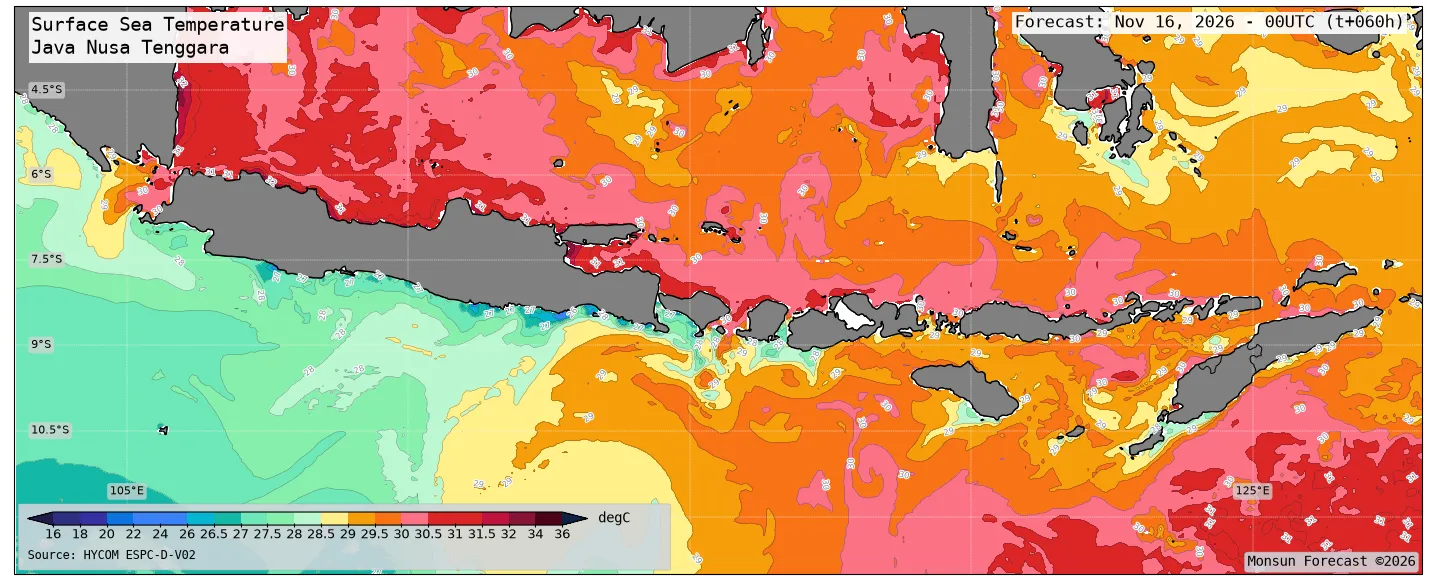 Surface Sea Temperature
Java Nusa Tenggara
Forecast: Nov 16, 2026 - 00UTC (t+060h)
4.5°S
6°S
7.5°S
9°S
10.5°S
105°E
125°E
degC
16 18 20 22 24 26 26.5 27 27.5 28 28.5 29 29.5 30 30.5 31 31.5 32 34 36
Source: HYCOM ESPC-D-V02
Monsun Forecast ©2026